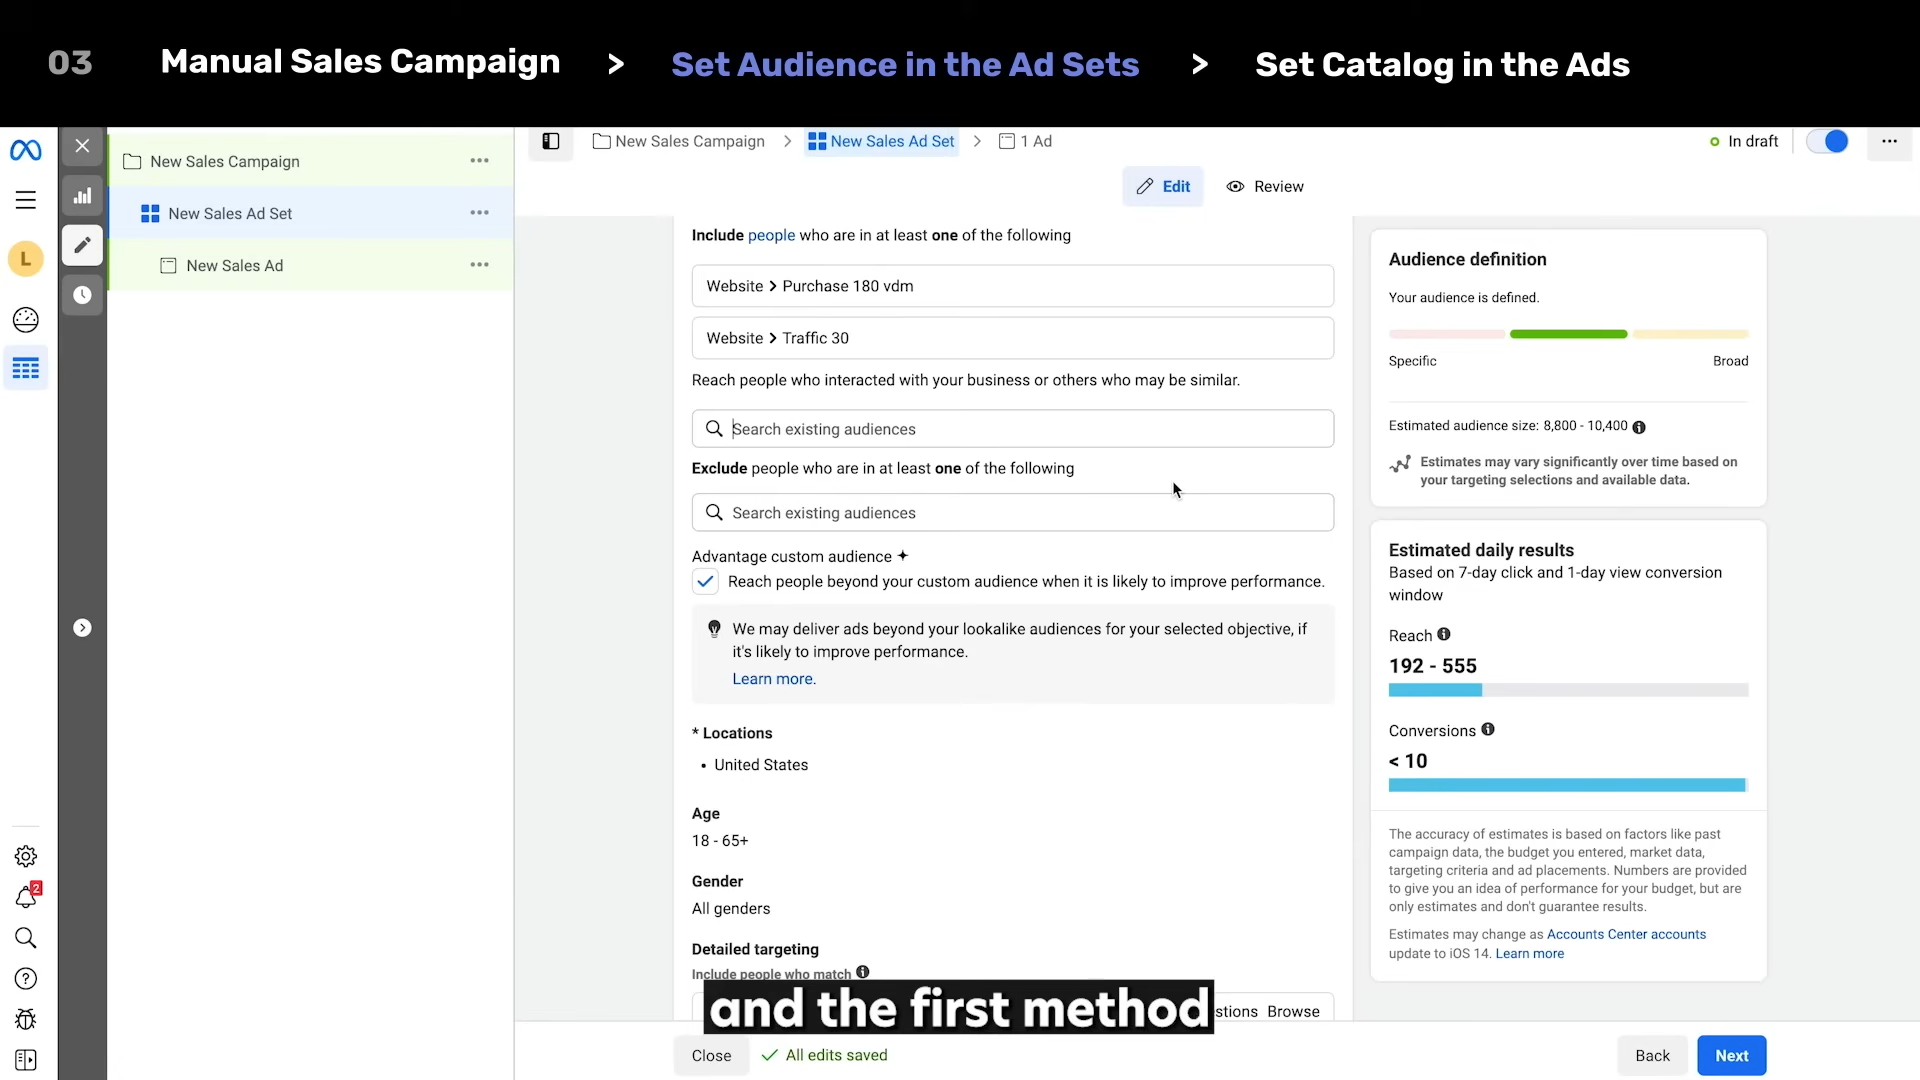 03
Manual Sales Campaign > Set Audience in the Ad Sets > Set Catalog in the Ads
New Sales Campaign
New Sales Ad Set
New Sales Ad
L
2
New Sales Campaign > New Sales Ad Set > 1 Ad
In draft
Edit
Review
Include people who are in at least one of the following
Website > Purchase 180 vdm
Website > Traffic 30
Reach people who interacted with your business or others who may be similar.
Search existing audiences
Exclude people who are in at least one of the following
Search existing audiences
Advantage custom audience
Reach people beyond your custom audience when it is likely to improve performance.
We may deliver ads beyond your lookalike audiences for your selected objective, if
it's likely to improve performance.
Learn more.
* Locations
• United States
Age
18 - 65+
Gender
All genders
Detailed targeting
Include people who match
stions Browse
and the first method
Close
All edits saved
Back
Next
Audience definition
Your audience is defined.
Specific
Broad
Estimated audience size: 8,800 - 10,400
Estimates may vary significantly over time based on
your targeting selections and available data.
Estimated daily results
Based on 7-day click and 1-day view conversion
window
Reach
192 - 555
Conversions
< 10
The accuracy of estimates is based on factors like past
campaign data, the budget you entered, market data,
targeting criteria and ad placements. Numbers are provided
to give you an idea of performance for your budget, but are
only estimates and don't guarantee results.
Estimates may change as Accounts Center accounts
update to iOS 14. Learn more